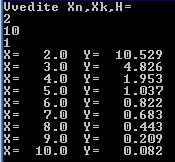 Vvedite Xn,Xk,H=
2
10
1
X= 2.0 Y= 10.529
X= 3.0 Y= 4.826
X= 4.0 Y= 1.953
X= 5.0 Y= 1.037
X= 6.0 Y= 0.822
X= 7.0 Y= 0.683
X= 8.0 Y= 0.443
X= 9.0 Y= 0.209
X= 10.0 Y= 0.082